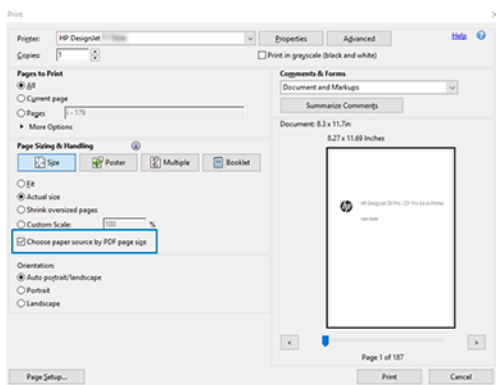 Print
Printer: HP DesignJet
Properties
Advanced
Help
Copies: 1
Print in grayscale (black and white)
Pages to Print
All
Current page
Pages 1 - 179
More Options
Comments & Forms
Document and Markups
Summarize Comments
Page Sizing & Handling
Size
Poster
Multiple
Booklet
Fit
Actual size
Shrink oversized pages
Custom Scale: 100 %
Choose paper source by PDF page size
Orientation:
Auto portrait/landscape
Portrait
Landscape
Document: 8.3 x 11.7in
8.27 x 11.69 Inches
hp
User Guide
<
>
Page 1 of 187
Page Setup...
Print
Cancel